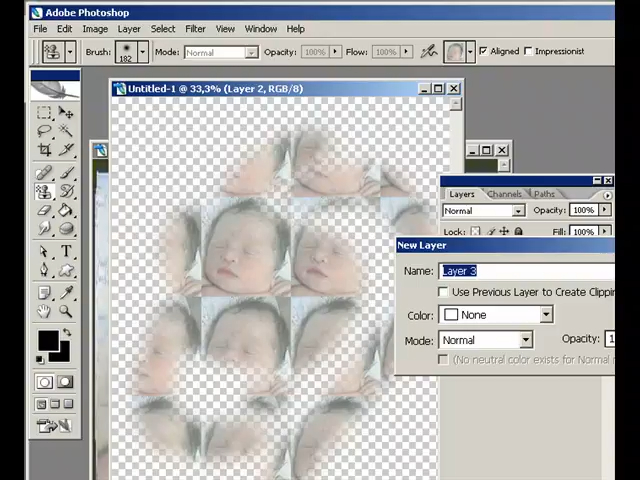 Adobe Photoshop
File Edit Image Layer Select Filter View Window Help
Brush: 182 Mode: Normal Opacity: 100% Flow: 100% Aligned Impressionist
Untitled-1 @ 33,3% (Layer 2, RGB/8)
Layers Channels Paths
Normal Opacity: 100%
Lock: Fill: 100%
New Layer
Name: Layer 3
Use Previous Layer to Create Clippin
Color: None
Mode: Normal Opacity: 1
(No neutral color exists for Normal